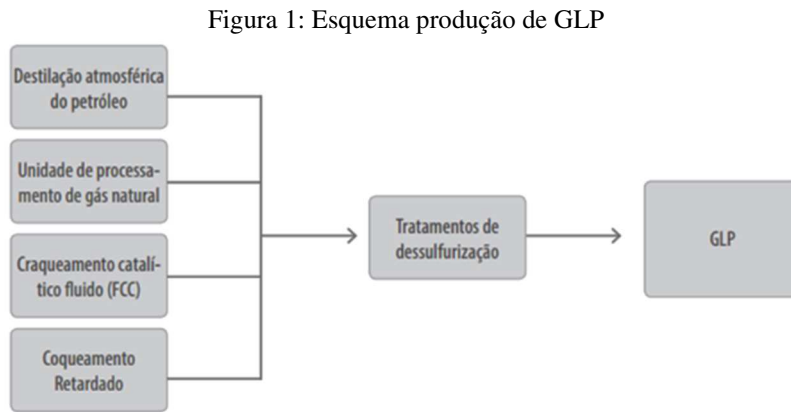 Figura 1: Esquema produção de GLP
Destilação atmosférica
do petróleo
Unidade de processa-
mento de gás natural
Craqueamento catalí-
tico fluido (FCC)
Coqueamento
Retardado
Tratamentos de
dessulfurização
GLP